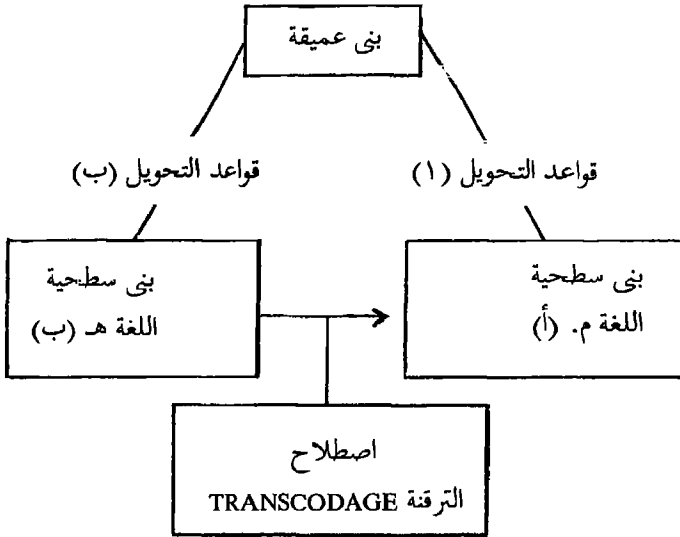 بنى عميقة
قواعد التحويل (١)
قواعد التحويل (ب)
بنى سطحية
اللغة م. (أ)
بنى سطحية
اللغة هـ (ب)
اصطلاح
الترقنة TRANSCODAGE